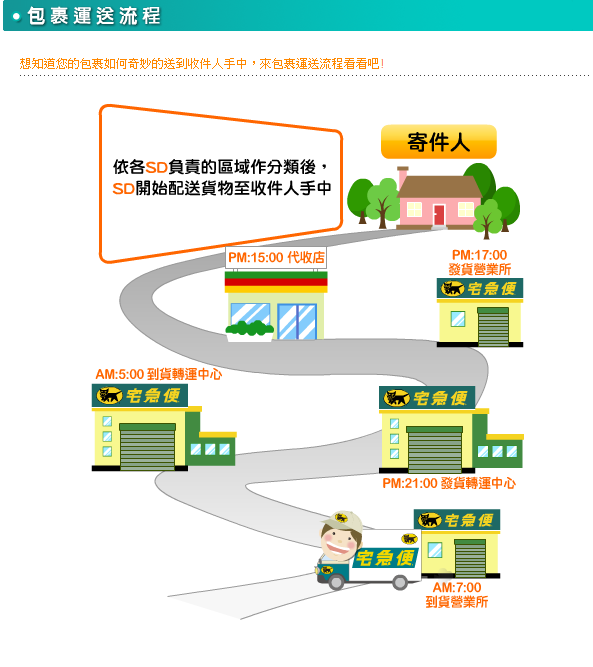 包裹運送流程
想知道您的包裹如何奇妙的送到收件人手中，來包裹運送流程看看吧!
依各SD負責的區域作分類後，
SD開始配送貨物至收件人手中
寄件人
PM:15:00 代收店
PM:17:00
發貨營業所
宅急便
AM:5:00 到貨轉運中心
宅急便
宅急便
PM:21:00 發貨轉運中心
宅急便
宅急便
AM:7:00
到貨營業所